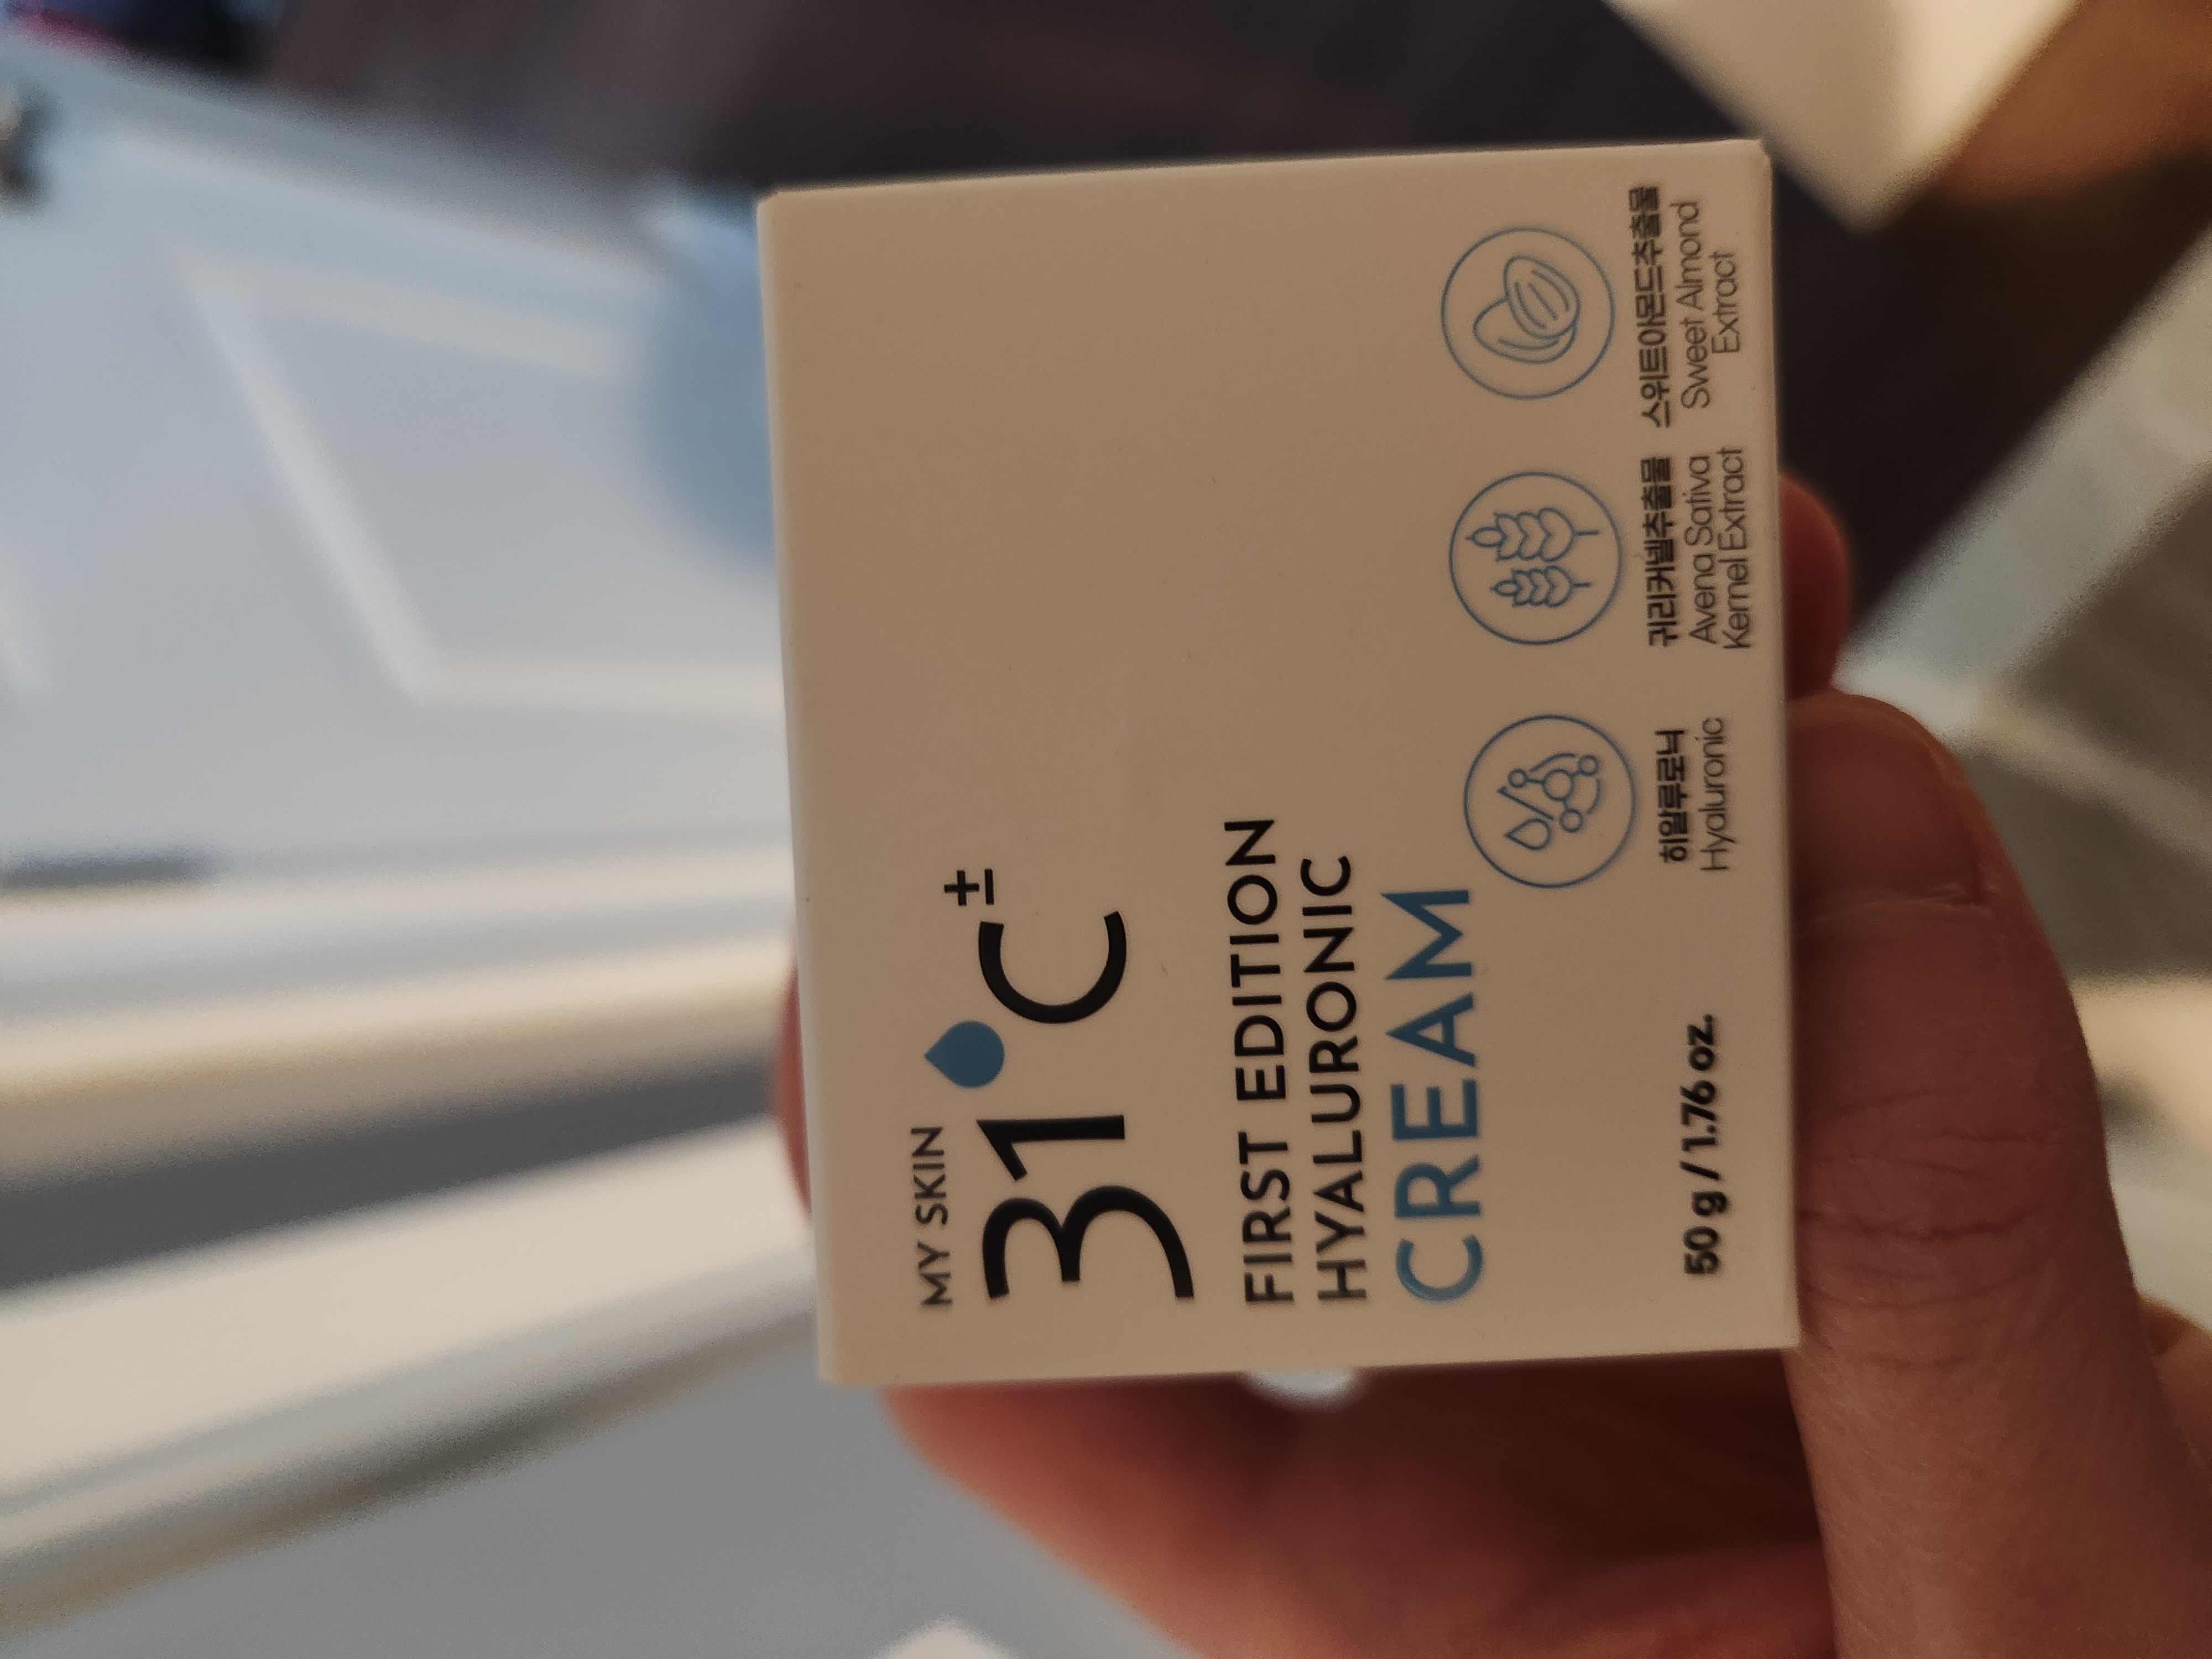 MY SKIN
31°C±
FIRST EDITION
HYALURONIC
CREAM
50 g / 1.76 oz.
히알루로닉
Hyaluronic
귀리커넬추출물
Avena Sativa
Kernel Extract
스위트아몬드추출물
Sweet Almond
Extract